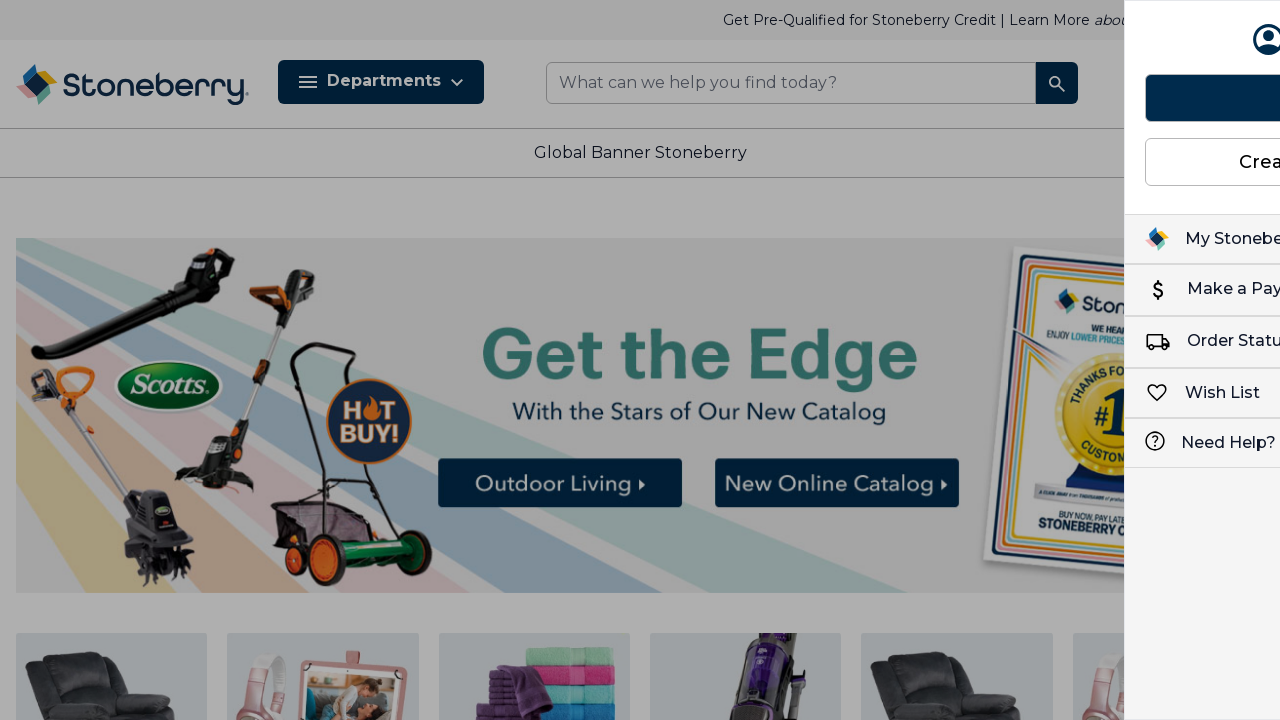 Get Pre-Qualified for Stoneberry Credit | Learn More abou
Stoneberry
Departments
What can we help you find today?
Global Banner Stoneberry
Crea
My Stonebe
Make a Pay
Order Statu
Wish List
Need Help?
Get the Edge
With the Stars of Our New Catalog
Scotts
HOT
BUY!
Outdoor Living
New Online Catalog
Ston
WE HEA
ENJOY LOWER PRICES
THANKS FO
#1
CUSTOM
BUY NOW, PAY LATE
STONEBERRY C